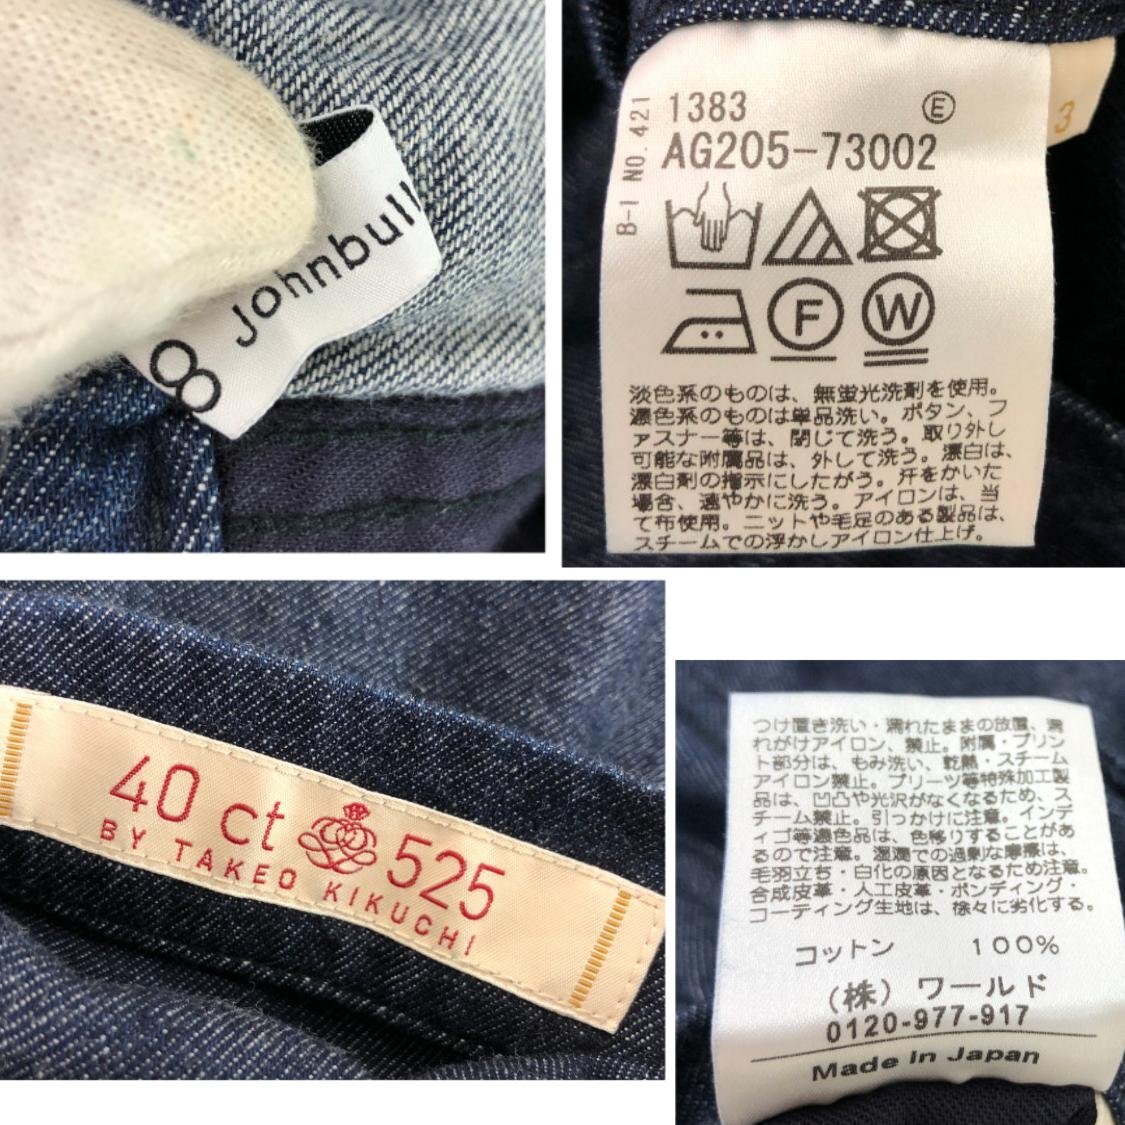 Johnbull
8
B-1 NO. 421
1383 Ⓔ
AG205-73002
3
F W
淡色系のものは、無蛍光洗剤を使用。
濃色系のものは単品洗い。ボタン、フ
ァスナー等は、閉じて洗う。取り外し
可能な附属品は、外して洗う。漂白は、
漂白剤の指示にしたがう。汗をかいた
場合、速やかに洗う。アイロンは、当
て布使用。ニットや毛足のある製品は、
スチームでの浮かしアイロン仕上げ。
40 ct 525
BY TAKEO KIKUCHI
つけ置き洗い・濡れたままの放置、濡
れがけアイロン、禁止。附属・プリン
ト部分は、もみ洗い、乾熱・スチーム
アイロン禁止。プリーツ等特殊加工製
品は、凹凸や光沢がなくなるため、ス
チーム禁止。引っかけに注意。インデ
ィゴ等濃色品は、色移りすることがあ
るので注意。湿潤での過剰な摩擦は、
毛羽立ち・白化の原因となるため注意。
合成皮革・人工皮革・ボンディング・
コーティング生地は、徐々に劣化する。
コットン 100%
(株) ワールド
0120-977-917
Made In Japan